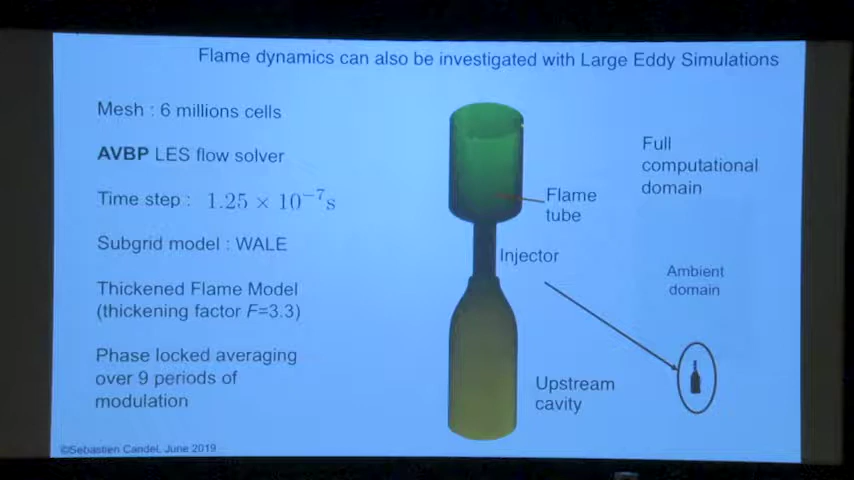 Flame dynamics can also be investigated with Large Eddy Simulations
Mesh : 6 millions cells
AVBP LES flow solver
Time step : 1.25 × 10⁻⁷s
Subgrid model : WALE
Thickened Flame Model
(thickening factor F=3.3)
Phase locked averaging
over 9 periods of
modulation
Flame
tube
Injector
Upstream
cavity
Full
computational
domain
Ambient
domain
©Sebastien Candel, June 2019